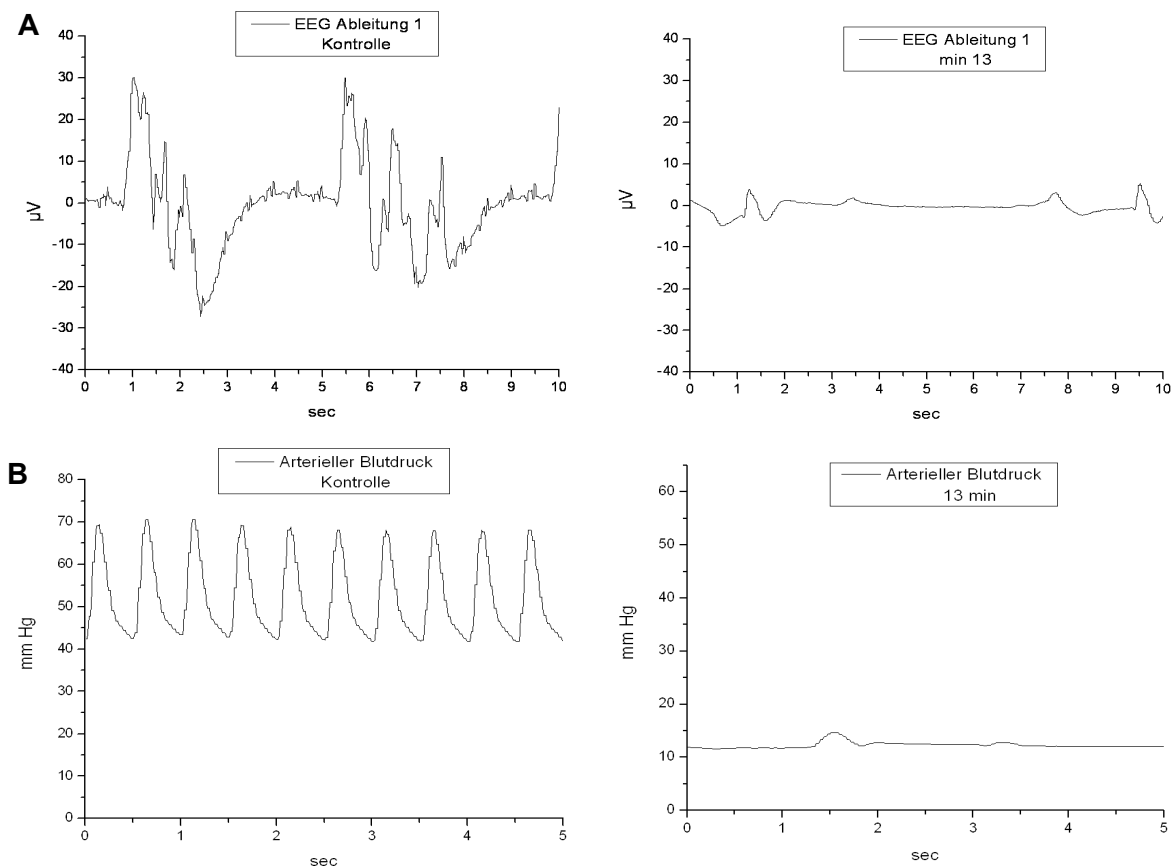 A
EEG Ableitung 1
Kontrolle
40
30
20
10
0
-10
-20
-30
-40
µV
0 1 2 3 4 5 6 7 8 9 10
sec
EEG Ableitung 1
min 13
40
30
20
10
0
-10
-20
-30
-40
µV
0 1 2 3 4 5 6 7 8 9 10
sec
B
Arterieller Blutdruck
Kontrolle
80
70
60
50
40
30
20
10
0
mm Hg
0 1 2 3 4 5
sec
Arterieller Blutdruck
13 min
60
50
40
30
20
10
0
mm Hg
0 1 2 3 4 5
sec